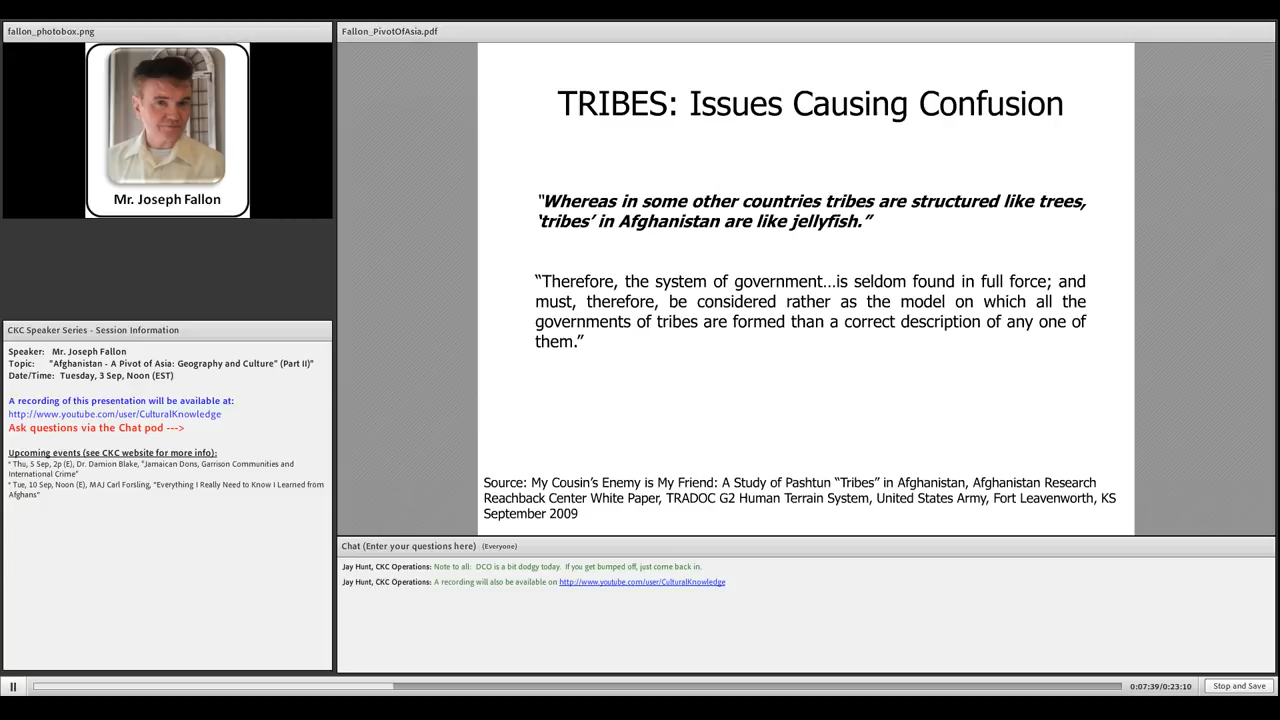 fallon_photobox.png
Mr. Joseph Fallon
CKC Speaker Series - Session Information
Speaker: Mr. Joseph Fallon
Topic: "Afghanistan - A Pivot of Asia: Geography and Culture" (Part II)"
Date/Time: Tuesday, 3 Sep, Noon (EST)
A recording of this presentation will be available at:
http://www.youtube.com/user/CulturalKnowledge
Ask questions via the Chat pod --->
Upcoming events (see CKC website for more info):
* Thu, 5 Sep, 2p (E), Dr. Damion Blake, "Jamaican Dons, Garrison Communities and
International Crime"
* Tue, 10 Sep, Noon (E), MAJ Carl Forsling, "Everything I Really Need to Know I Learned from
Afghans"
Fallon_PivotOfAsia.pdf
TRIBES: Issues Causing Confusion
"Whereas in some other countries tribes are structured like trees,
‘tribes’ in Afghanistan are like jellyfish.”
“Therefore, the system of government…is seldom found in full force; and
must, therefore, be considered rather as the model on which all the
governments of tribes are formed than a correct description of any one of
them.”
Source: My Cousin’s Enemy is My Friend: A Study of Pashtun “Tribes” in Afghanistan, Afghanistan Research
Reachback Center White Paper, TRADOC G2 Human Terrain System, United States Army, Fort Leavenworth, KS
September 2009
Chat (Enter your questions here) (Everyone)
Jay Hunt, CKC Operations: Note to all: DCO is a bit dodgy today. If you get bumped off, just come back in.
Jay Hunt, CKC Operations: A recording will also be available on http://www.youtube.com/user/CulturalKnowledge
0:07:39/0:23:10
Stop and Save